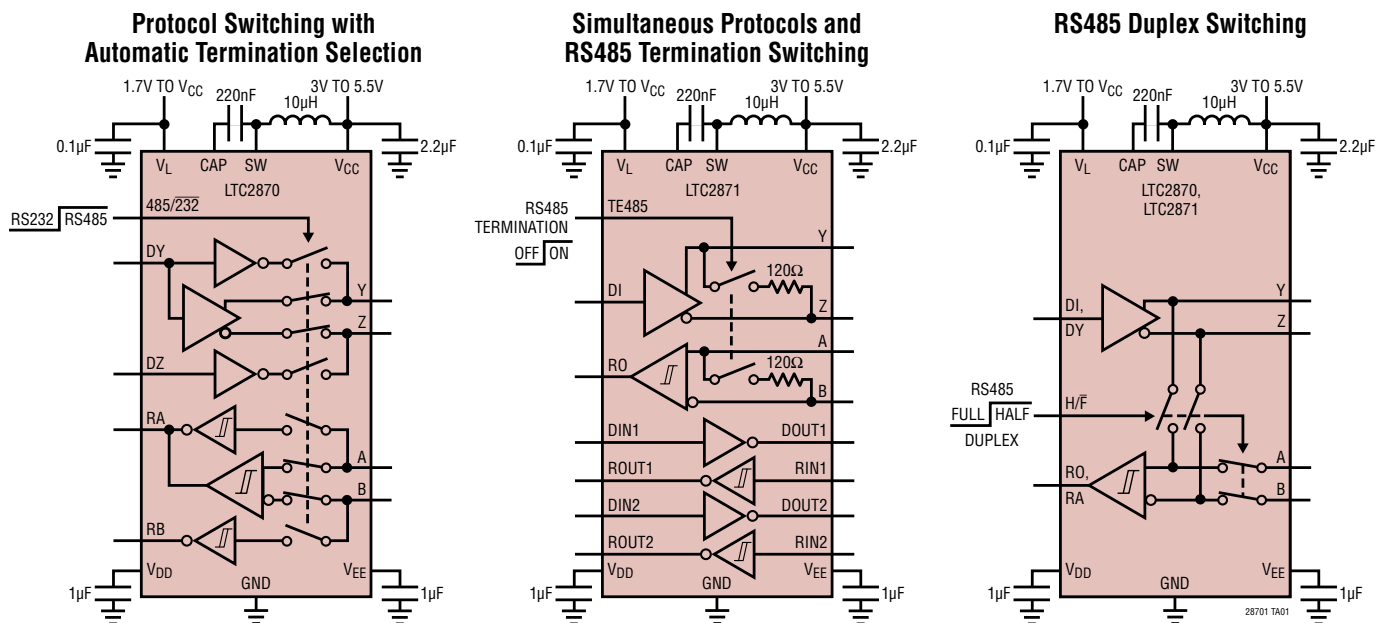 Protocol Switching with
Automatic Termination Selection
1.7V TO VCC
220nF
10µH
3V TO 5.5V
0.1µF
2.2µF
VL
CAP
SW
VCC
LTC2870
RS232
RS485
485/232
DY
Y
Z
DZ
RA
A
B
RB
VDD
VEE
GND
1µF
1µF
Simultaneous Protocols and
RS485 Termination Switching
1.7V TO VCC
220nF
10µH
3V TO 5.5V
0.1µF
2.2µF
VL
CAP
SW
VCC
LTC2871
RS485
TERMINATION
OFF
ON
TE485
Y
120Ω
DI
Z
A
RO
120Ω
B
DIN1
DOUT1
ROUT1
RIN1
DIN2
DOUT2
ROUT2
RIN2
VDD
VEE
GND
1µF
1µF
RS485 Duplex Switching
1.7V TO VCC
220nF
10µH
3V TO 5.5V
0.1µF
2.2µF
VL
CAP
SW
VCC
LTC2870,
LTC2871
DI,
DY
Y
Z
RS485
FULL
HALF
DUPLEX
H/F
A
RO,
RA
B
VDD
VEE
GND
1µF
1µF
28701 TA01